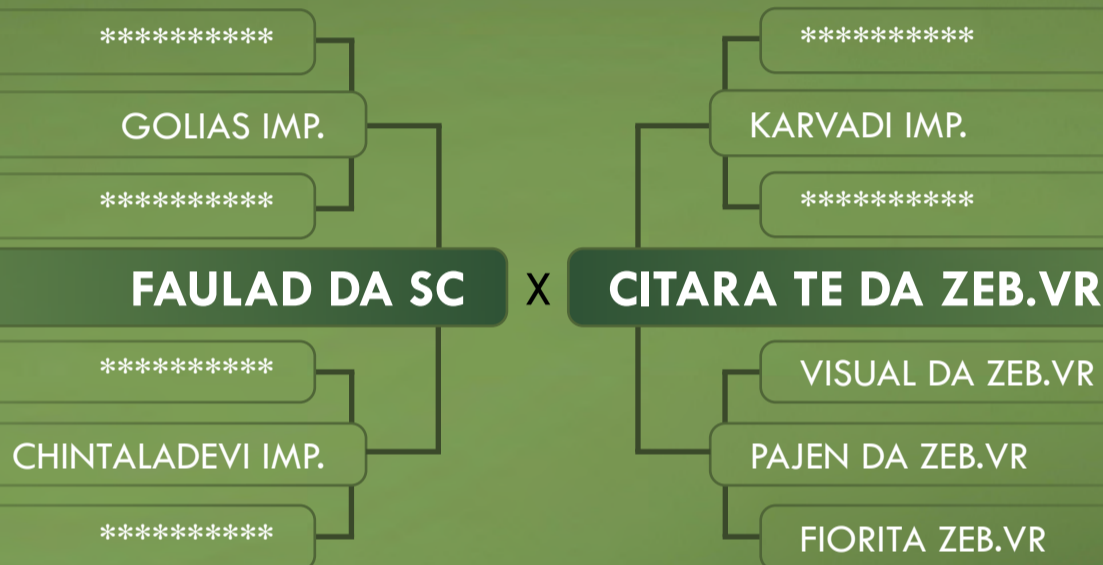 ********** **********
GOLIAS IMP. KARVADI IMP.
********** **********
FAULAD DA SC X CITARA TE DA ZEB.VR
********** VISUAL DA ZEB.VR
CHINTALADEVI IMP. PAJEN DA ZEB.VR
********** FIORITA ZEB.VR